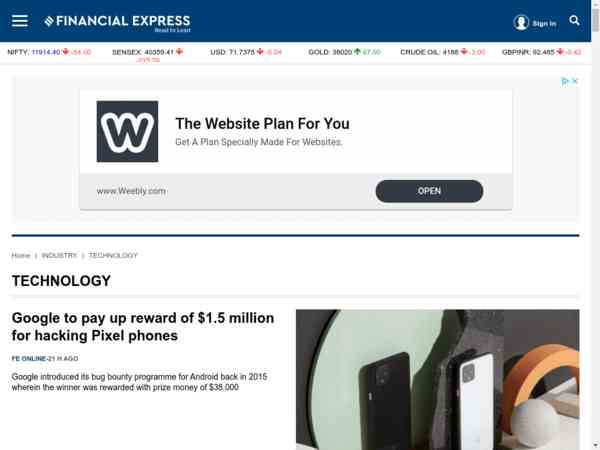 FINANCIAL EXPRESS
Read to Lead
Sign In
NIFTY: 11914.40 -54.00
SENSEX: 40359.41
USD: 71.7375 -0.04
GOLD: 38020 67.00
CRUDE OIL: 4168 -3.00
GBPINR: 92.485 -0.42
The Website Plan For You
Get A Plan Specially Made For Websites.
www.Weebly.com
OPEN
Home | INDUSTRY | TECHNOLOGY
TECHNOLOGY
Google to pay up reward of $1.5 million
for hacking Pixel phones
FE ONLINE-21 H AGO
Google introduced its bug bounty programme for Android back in 2015
wherein the winner was rewarded with prize money of $38,000